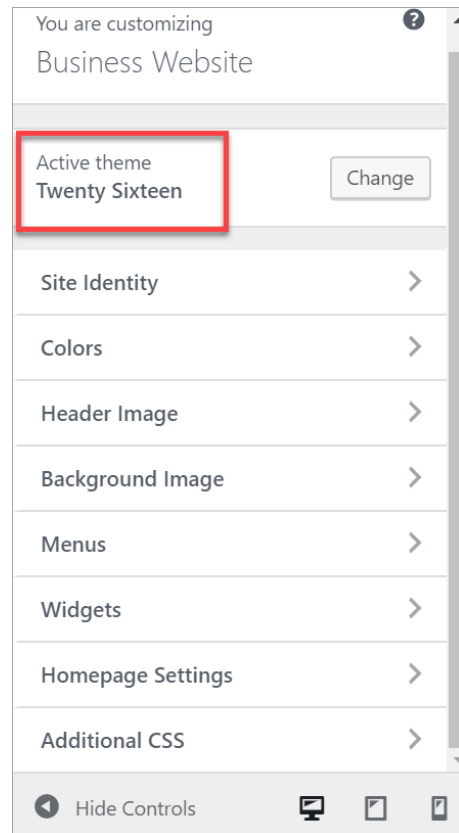 You are customizing
Business Website
Active theme
Twenty Sixteen
Change
Site Identity
Colors
Header Image
Background Image
Menus
Widgets
Homepage Settings
Additional CSS
Hide Controls